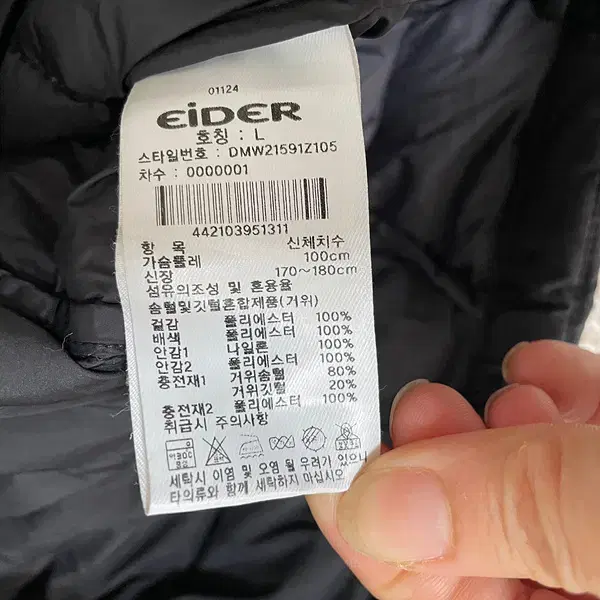 01124
EiDER
호칭 : L
스타일번호 : DMW21591Z105
차수 : 0000001
442103951311
항 목 신체치수
가슴둘레 100cm
신장 170~180cm
섬유의조성 및 혼용율
솜털및깃털혼합제품(거위)
겉감 폴리에스터 100%
배색 폴리에스터 100%
안감1 나일론 100%
안감2 폴리에스터 100%
충전재1 거위솜털 80%
거위깃털 20%
충전재2 폴리에스터 100%
취급시 주의사항
세탁시 이염 및 오염 될 우려가 있으니
타의류와 함께 세탁하지 마십시오